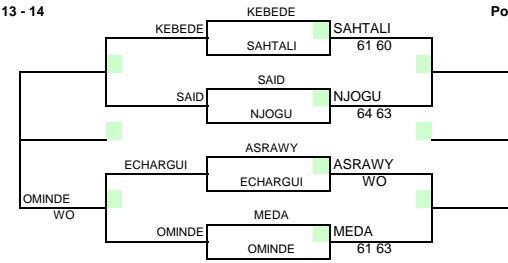 13 - 14
Po
KEBEDE
KEBEDE
SAHTALI
SAHTALI
61 60
SAID
SAID
NJOGU
NJOGU
64 63
ASRAWY
ECHARGUI
ASRAWY
ECHARGUI
WO
OMINDE
WO
MEDA
OMINDE
MEDA
OMINDE
61 63